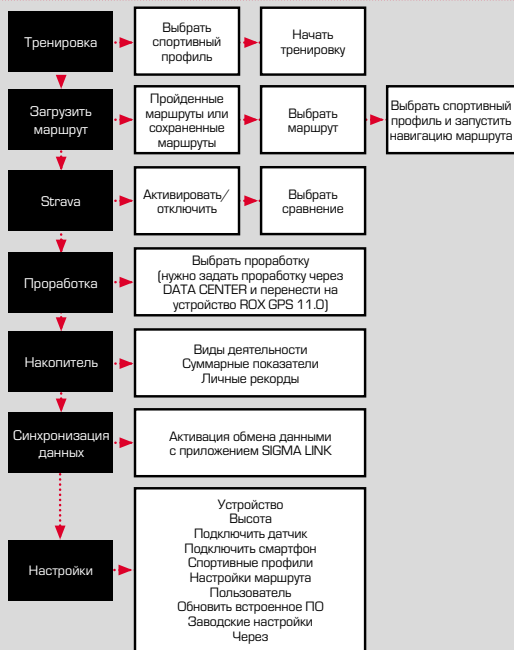 Тренировка
Выбрать
спортивный
профиль
Начать
тренировку
Загрузить
маршрут
Пройденные
маршруты или
сохраненные
маршруты
Выбрать
маршрут
Выбрать спортивный
профиль и запустить
навигацию маршрута
Strava
Активировать/
отключить
Выбрать
сравнение
Проработка
Выбрать проработку
(нужно задать проработку через
DATA CENTER и перенести на
устройство ROX GPS 11.0)
Накопитель
Виды деятельности
Суммарные показатели
Личные рекорды
Синхронизация
данных
Активация обмена данными
с приложением SIGMA LINK
Настройки
Устройство
Высота
Подключить датчик
Подключить смартфон
Спортивные профили
Настройки маршрута
Пользователь
Обновить встроенное ПО
Заводские настройки
Через